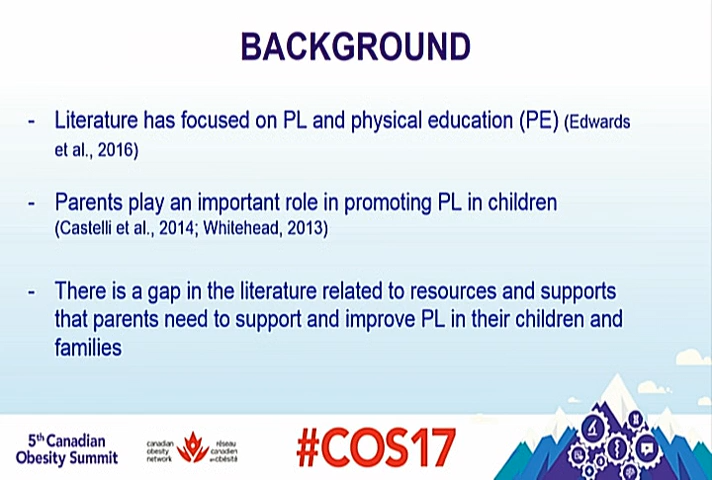 BACKGROUND
- Literature has focused on PL and physical education (PE) (Edwards
et al., 2016)
- Parents play an important role in promoting PL in children
(Castelli et al., 2014; Whitehead, 2013)
- There is a gap in the literature related to resources and supports
that parents need to support and improve PL in their children and
families
5th Canadian
Obesity Summit
canadian
obesity
network
réseau
canadien
en obésité
#COS17